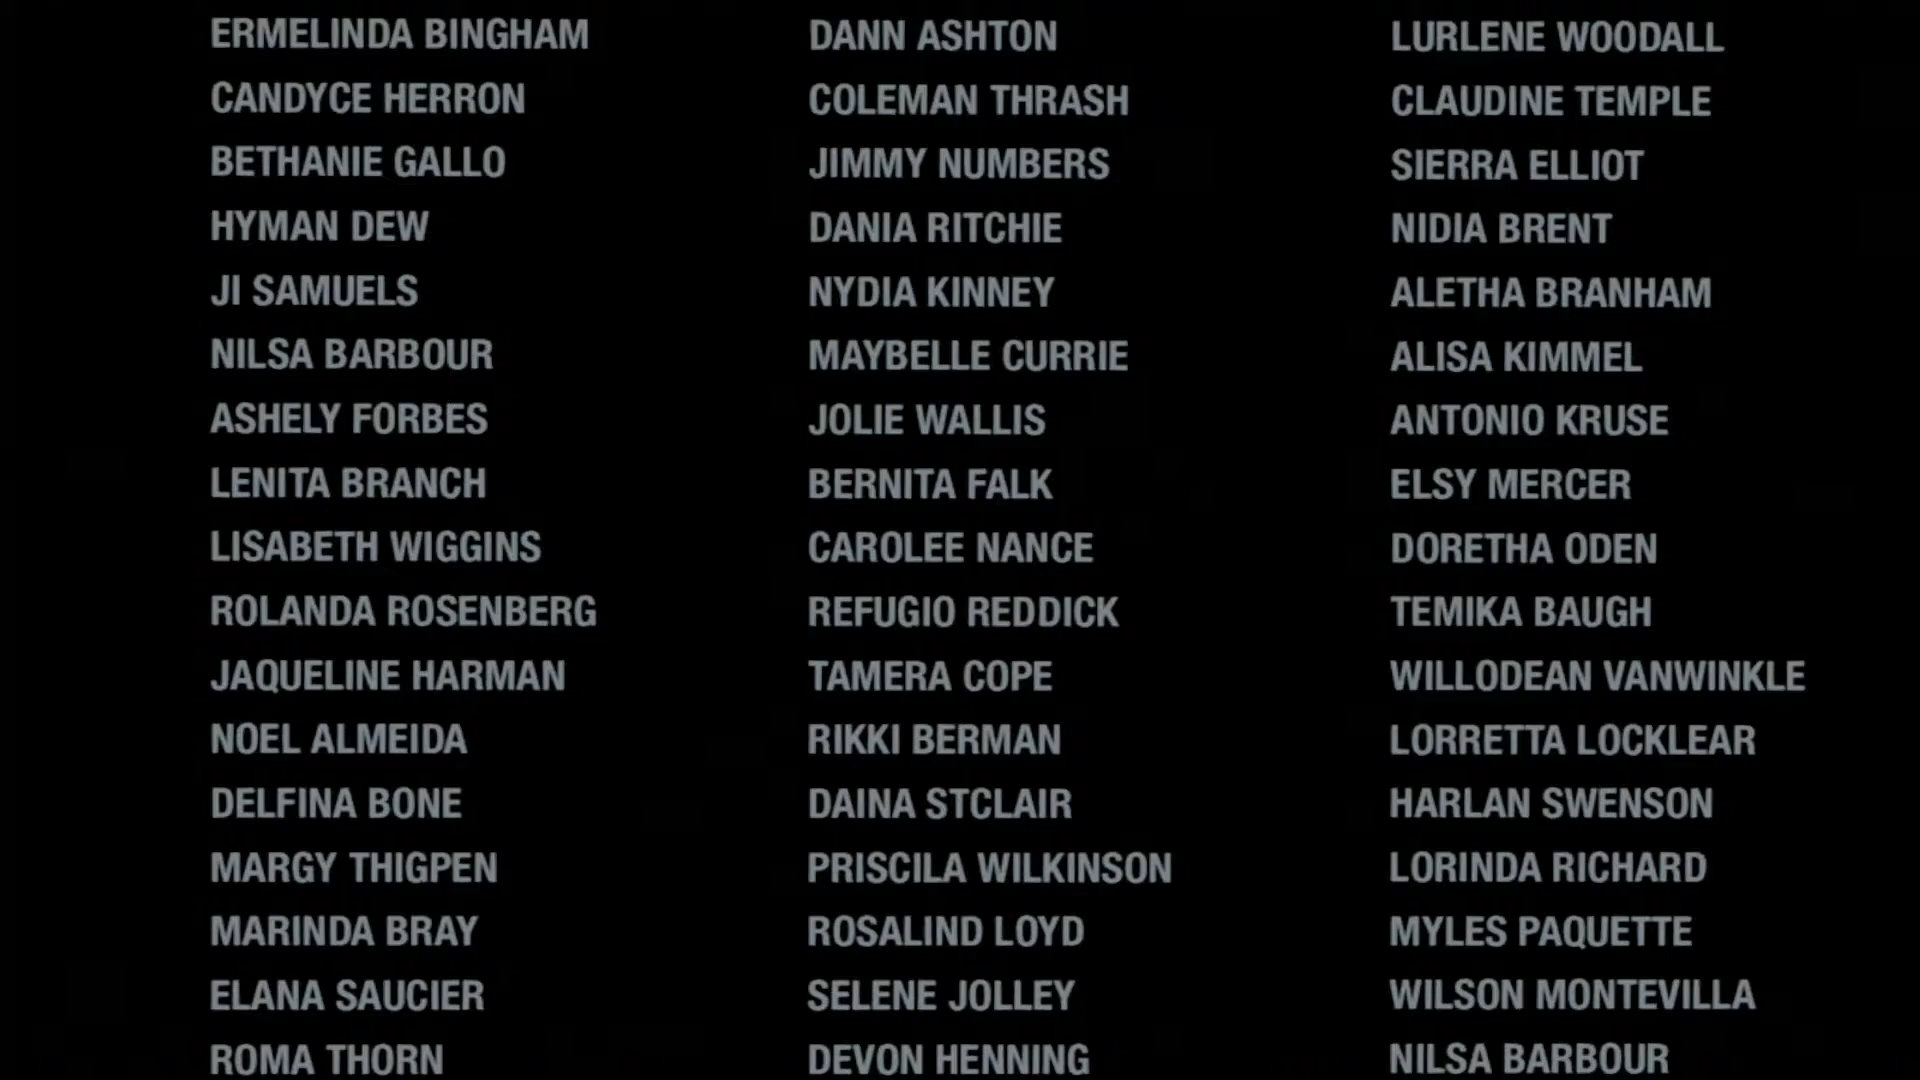 ERMELINDA BINGHAM
CANDYCE HERRON
BETHANIE GALLO
HYMAN DEW
JI SAMUELS
NILSA BARBOUR
ASHELY FORBES
LENITA BRANCH
LISABETH WIGGINS
ROLANDA ROSENBERG
JAQUELINE HARMAN
NOEL ALMEIDA
DELFINA BONE
MARGY THIGPEN
MARINDA BRAY
ELANA SAUCIER
ROMA THORN
DANN ASHTON
COLEMAN THRASH
JIMMY NUMBERS
DANIA RITCHIE
NYDIA KINNEY
MAYBELLE CURRIE
JOLIE WALLIS
BERNITA FALK
CAROLEE NANCE
REFUGIO REDDICK
TAMERA COPE
RIKKI BERMAN
DAINA STCLAIR
PRISCILA WILKINSON
ROSALIND LOYD
SELENE JOLLEY
DEVON HENNING
LURLENE WOODALL
CLAUDINE TEMPLE
SIERRA ELLIOT
NIDIA BRENT
ALETHA BRANHAM
ALISA KIMMEL
ANTONIO KRUSE
ELSY MERCER
DORETHA ODEN
TEMIKA BAUGH
WILLODEAN VANWINKLE
LORRETTA LOCKLEAR
HARLAN SWENSON
LORINDA RICHARD
MYLES PAQUETTE
WILSON MONTEVILLA
NILSA BARBOUR